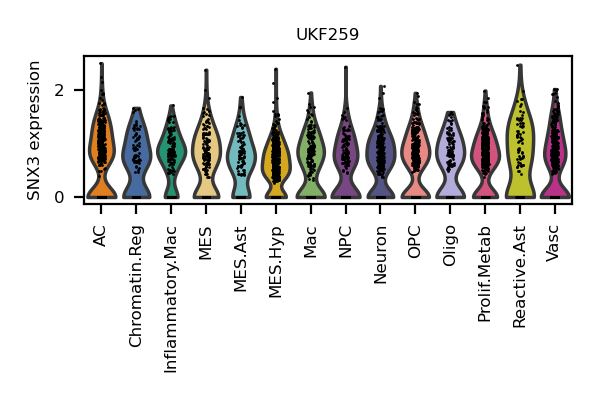 UKF259
SNX3 expression
2
0
AC
Chromatin.Reg
Inflammatory.Mac
MES
MES.Ast
MES.Hyp
Mac
NPC
Neuron
OPC
Oligo
Prolif.Metab
Reactive.Ast
Vasc